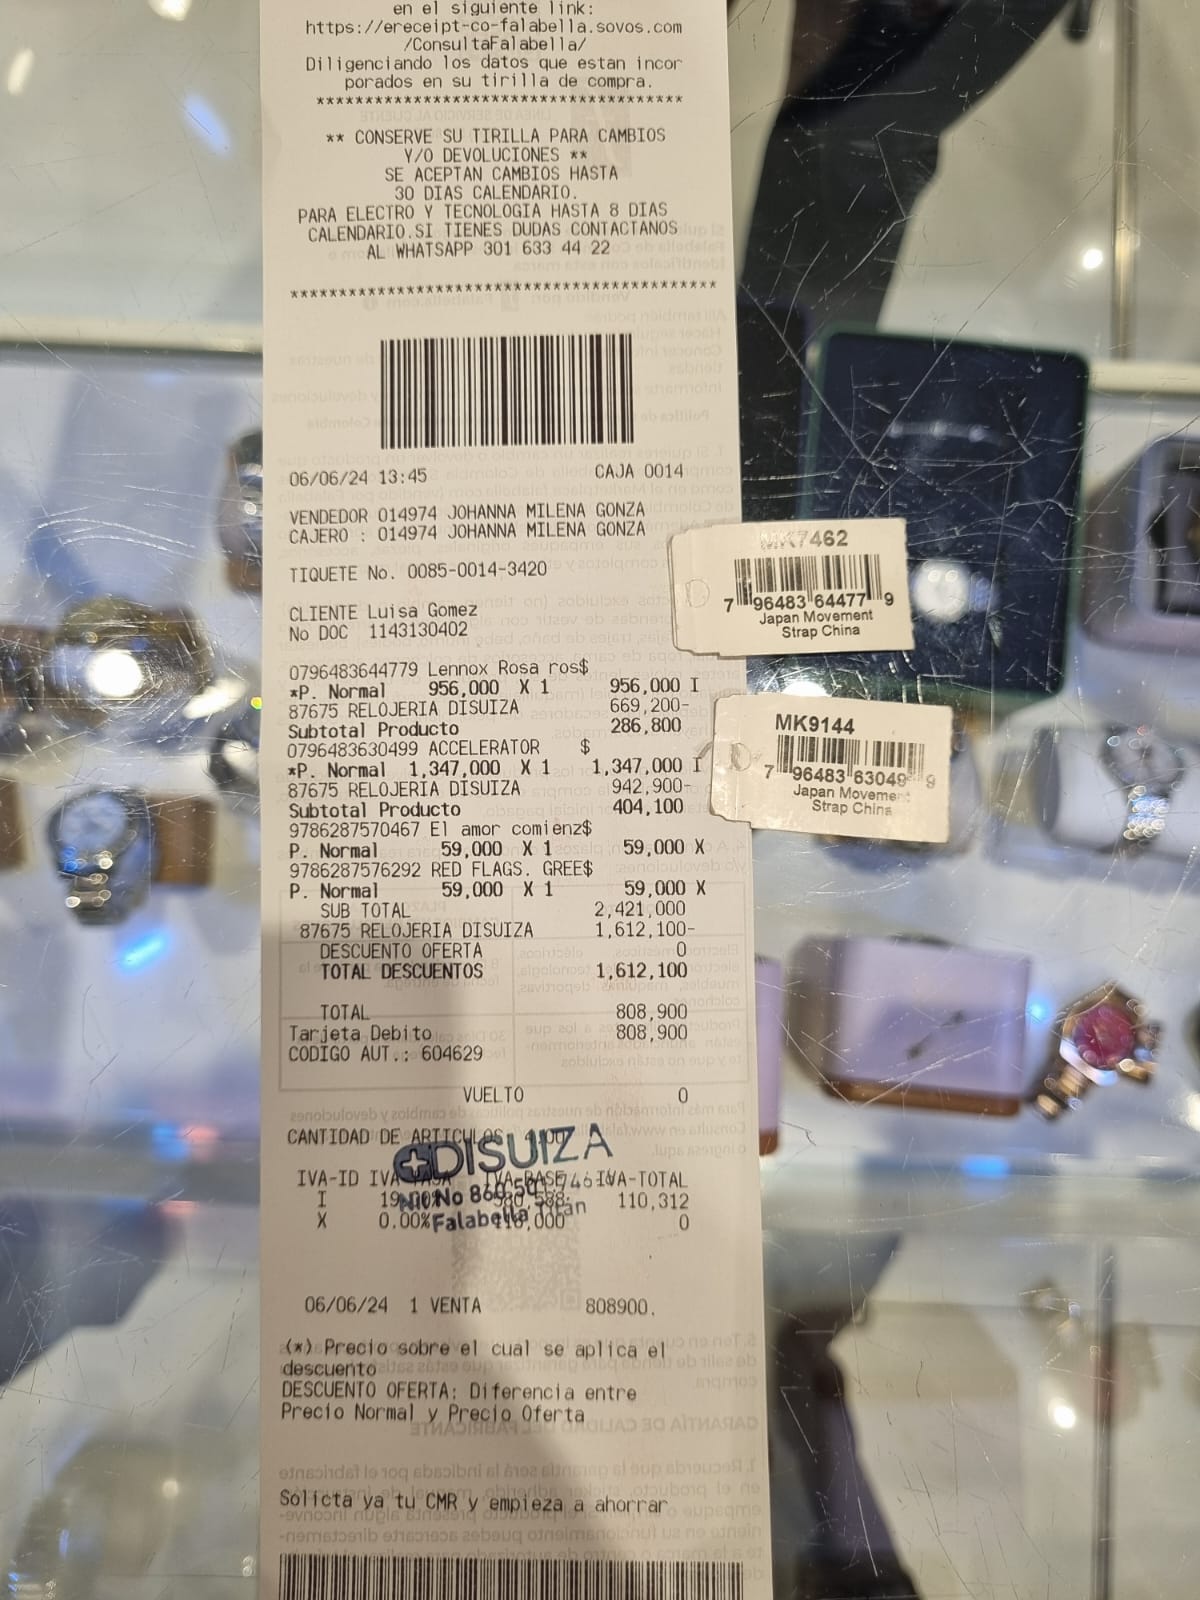 en el siguiente link:
https://ereceipt-co-falabella.sovos.com
/ConsultaFalabella/
Diligenciando los datos que estan incor
porados en su tirilla de compra.
**************************************
** CONSERVE SU TIRILLA PARA CAMBIOS
Y/O DEVOLUCIONES **
SE ACEPTAN CAMBIOS HASTA
30 DIAS CALENDARIO.
PARA ELECTRO Y TECNOLOGIA HASTA 8 DIAS
CALENDARIO.SI TIENES DUDAS CONTACTANOS
AL WHATSAPP 301 633 44 22
********************************************
06/06/24 13:45 CAJA 0014
VENDEDOR 014974 JOHANNA MILENA GONZA
CAJERO : 014974 JOHANNA MILENA GONZA
TIQUETE No. 0085-0014-3420
CLIENTE Luisa Gomez
No DOC 1143130402
0796483644779 Lennox Rosa ros$
*P. Normal 956,000 X 1 956,000 I
87675 RELOJERIA DISUIZA 669,200-
Subtotal Producto 286,800
0796483630499 ACCELERATOR $
*P. Normal 1,347,000 X 1 1,347,000 I
87675 RELOJERIA DISUIZA 942,900-
Subtotal Producto 404,100
9786287570467 El amor comienz$
P. Normal 59,000 X 1 59,000 X
9786287576292 RED FLAGS. GREE$
P. Normal 59,000 X 1 59,000 X
SUB TOTAL 2,421,000
87675 RELOJERIA DISUIZA 1,612,100-
DESCUENTO OFERTA 0
TOTAL DESCUENTOS 1,612,100
TOTAL 808,900
Tarjeta Debito 808,900
CODIGO AUT.: 604629
VUELTO 0
CANTIDAD DE ARTICULOS
DISUIZA
IVA-ID IVA IVA-TOTAL
I 110,312
X 0.00% 0
Falabella Titan
06/06/24 1 VENTA 808900.
(*) Precio sobre el cual se aplica el
descuento
DESCUENTO OFERTA: Diferencia entre
Precio Normal y Precio Oferta
Solicta ya tu CMR y empieza a ahorrar
MK7462
7 96483 64477 9
Japan Movement
Strap China
MK9144
7 96483 63049 9
Japan Movement
Strap China